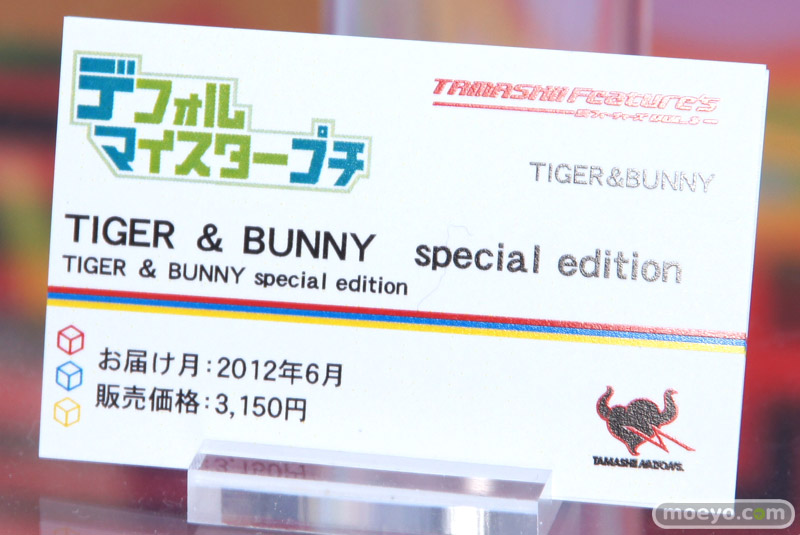 デフォル
マイスタープチ
TAMASHII Feature's
TIGER&BUNNY
TIGER & BUNNY special edition
TIGER & BUNNY special edition
お届け月:2012年6月
販売価格:3,150円
TAMASHII NATIONS.
moeyo.com